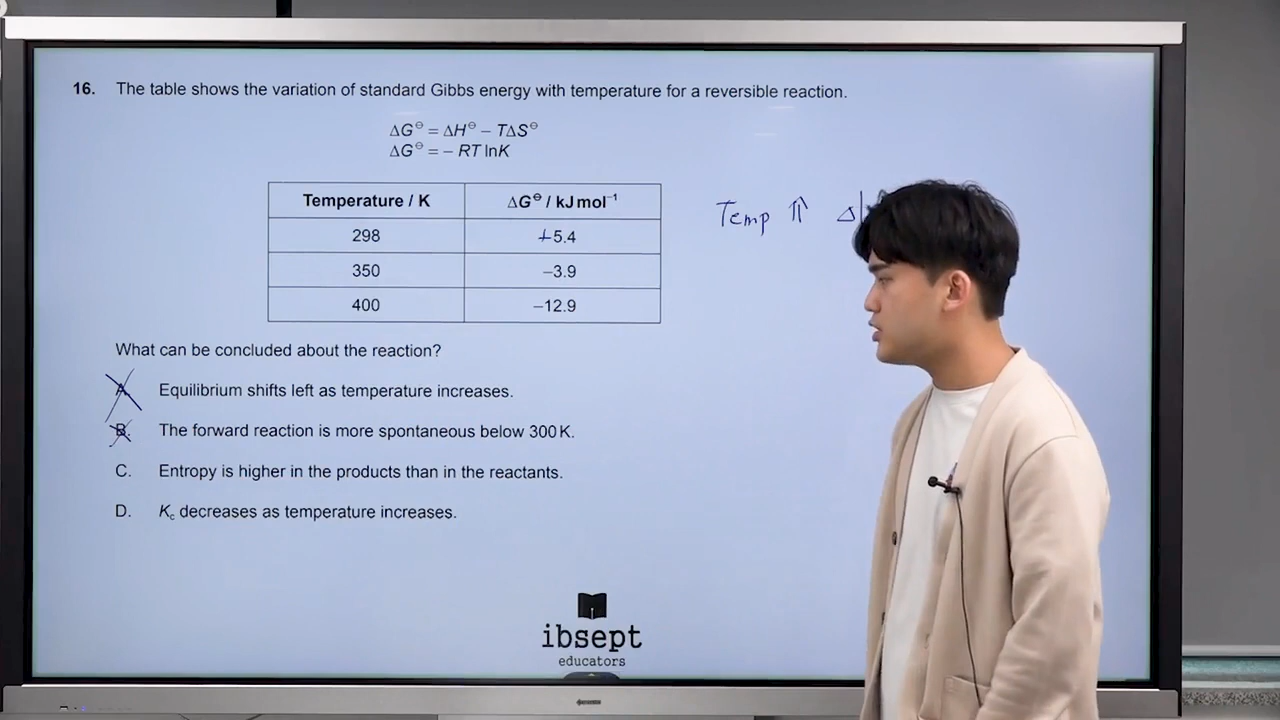 16. The table shows the variation of standard Gibbs energy with temperature for a reversible reaction.
ΔG⊖ = ΔH⊖ – TΔS⊖
ΔG⊖ = – RT lnK
Temperature / K ΔG⊖ / kJ mol⁻¹
298 +5.4
350 –3.9
400 –12.9
Temp ⇑ Δ
What can be concluded about the reaction?
A. Equilibrium shifts left as temperature increases.
B. The forward reaction is more spontaneous below 300 K.
C. Entropy is higher in the products than in the reactants.
D. Kc decreases as temperature increases.
ibsept
educators